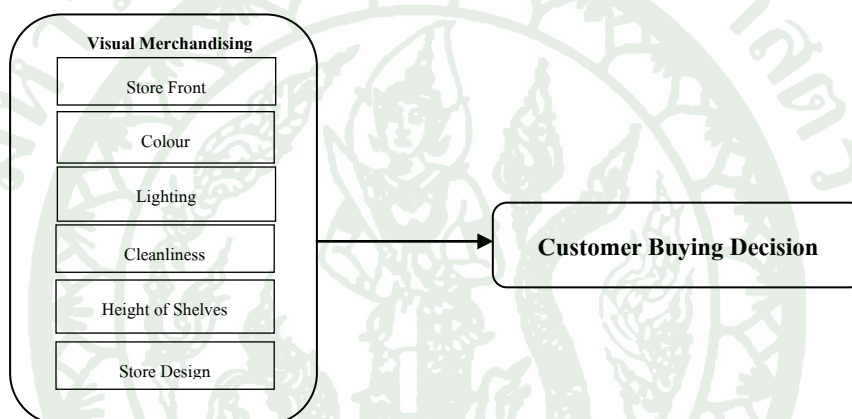 Visual Merchandising
Store Front
Colour
Lighting
Cleanliness
Height of Shelves
Store Design
Customer Buying Decision